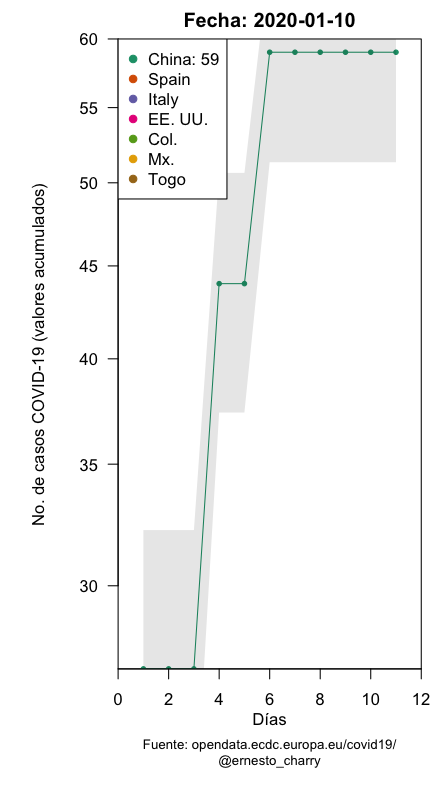 Fecha: 2020-01-10
China: 59
Spain
Italy
EE. UU.
Col.
Mx.
Togo
No. de casos COVID-19 (valores acumulados)
60
55
50
45
40
35
30
0 2 4 6 8 10 12
Días
Fuente: opendata.ecdc.europa.eu/covid19/
@ernesto_charry